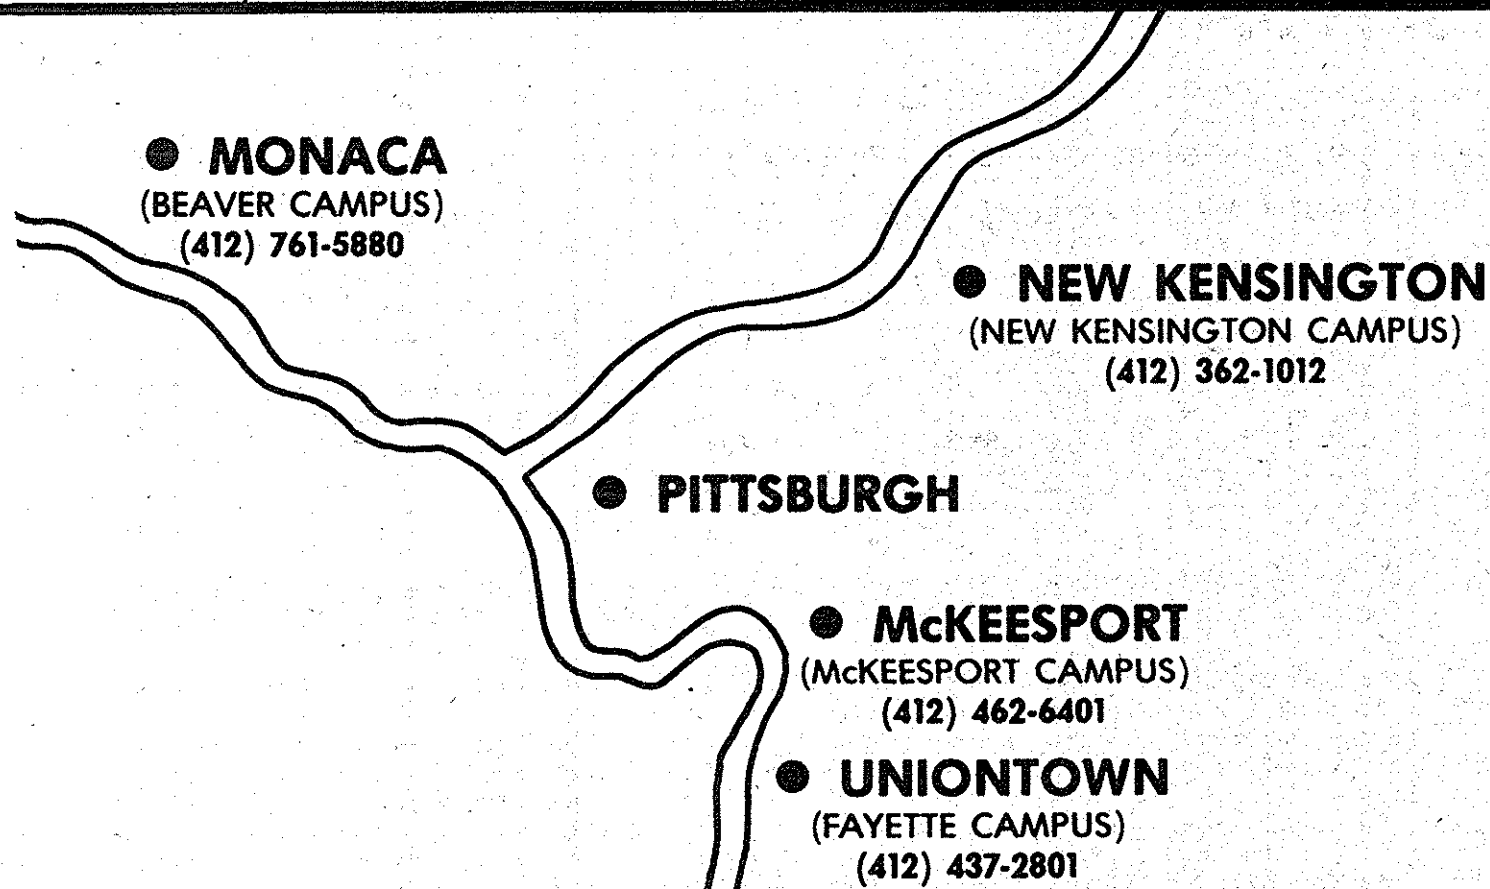 MONACA
(BEAVER CAMPUS)
(412) 761-5880
NEW KENSINGTON
(NEW KENSINGTON CAMPUS)
(412) 362-1012
PITTSBURGH
McKEESPORT
(McKEESPORT CAMPUS)
(412) 462-6401
UNIONTOWN
(FAYETTE CAMPUS)
(412) 437-2801